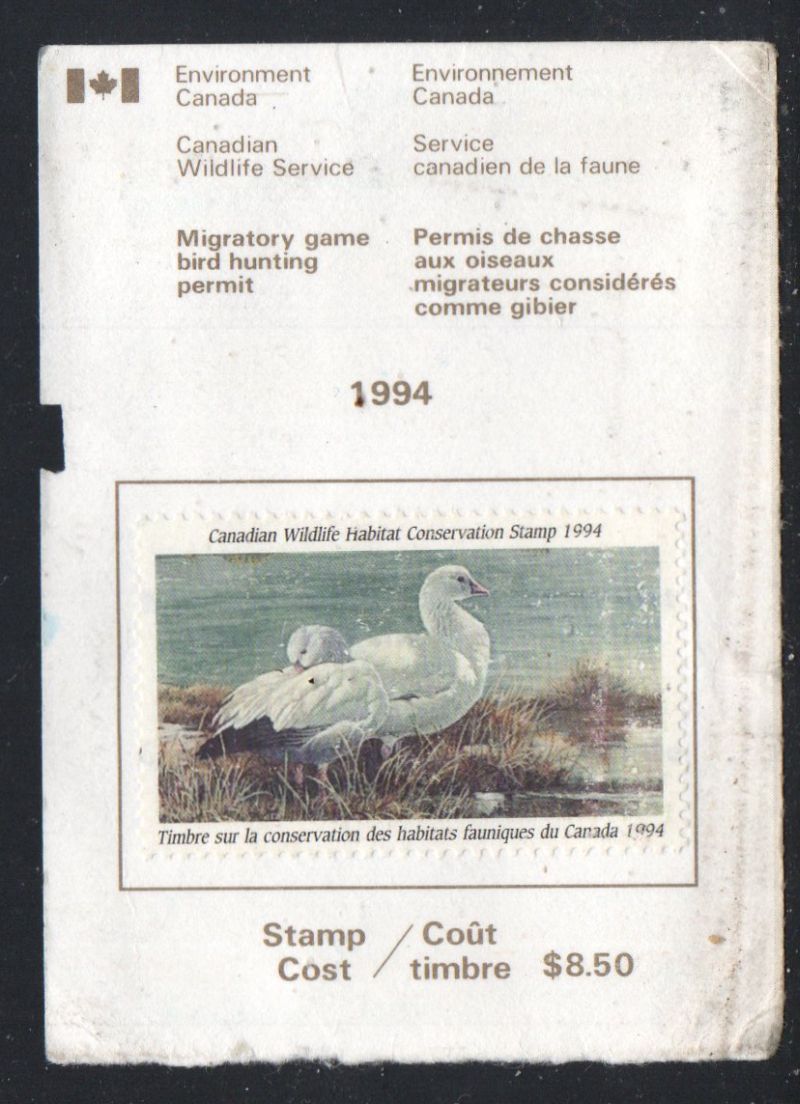 Environment
Canada
Environnement
Canada
Canadian
Wildlife Service
Service
canadien de la faune
Migratory game
bird hunting
permit
Permis de chasse
aux oiseaux
migrateurs considérés
comme gibier
1994
Canadian Wildlife Habitat Conservation Stamp 1994
Timbre sur la conservation des habitats fauniques du Canada 1994
Stamp / Coût
Cost / timbre $8.50